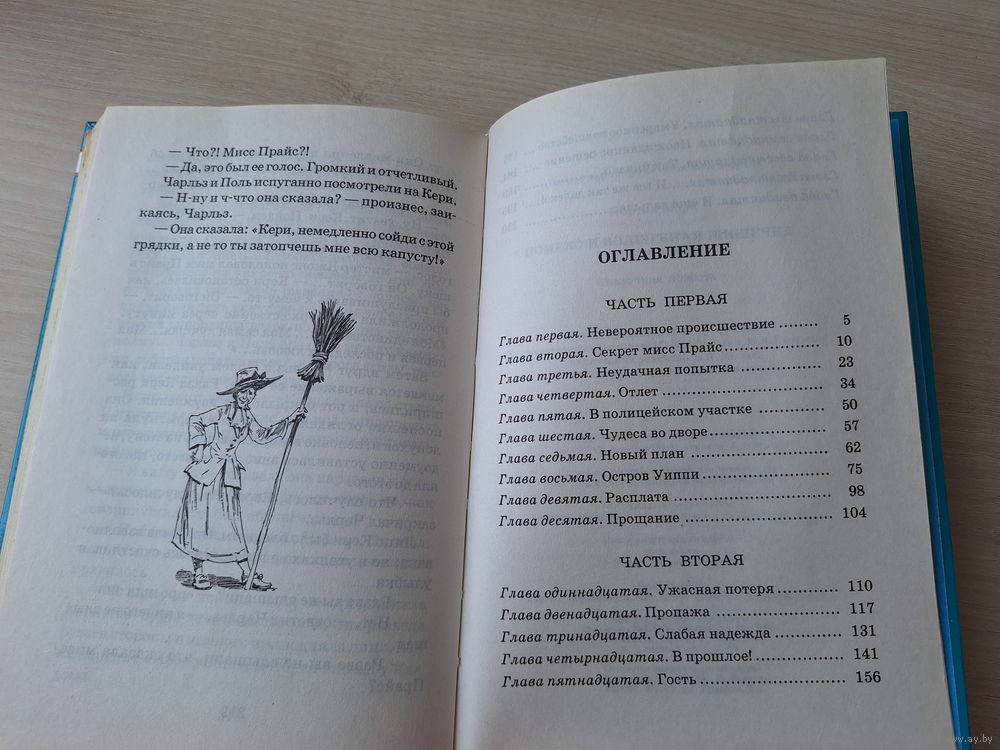 — Что?! Мисс Прайс?!
— Да, это был ее голос. Громкий и отчетливый.
Чарльз и Поль испуганно посмотрели на Кери.
— Н-ну и ч-что она сказала? — произнес, заи-
каясь, Чарльз.
— Она сказала: «Кери, немедленно сойди с этой
грядки, а не то ты затопчешь мне всю капусту!»
ОГЛАВЛЕНИЕ
ЧАСТЬ ПЕРВАЯ
Глава первая. Невероятное происшествие ........ 5
Глава вторая. Секрет мисс Прайс ................ 10
Глава третья. Неудачная попытка ................ 23
Глава четвертая. Отлет ................ 34
Глава пятая. В полицейском участке ................ 50
Глава шестая. Чудеса во дворе ................ 57
Глава седьмая. Новый план ................ 62
Глава восьмая. Остров Уиппи ................ 75
Глава девятая. Расплата ................ 98
Глава десятая. Прощание ................ 104
ЧАСТЬ ВТОРАЯ
Глава одиннадцатая. Ужасная потеря ................ 110
Глава двенадцатая. Пропажа ................ 117
Глава тринадцатая. Слабая надежда ................ 131
Глава четырнадцатая. В прошлое! ................ 141
Глава пятнадцатая. Гость ................ 156
www.ay.by